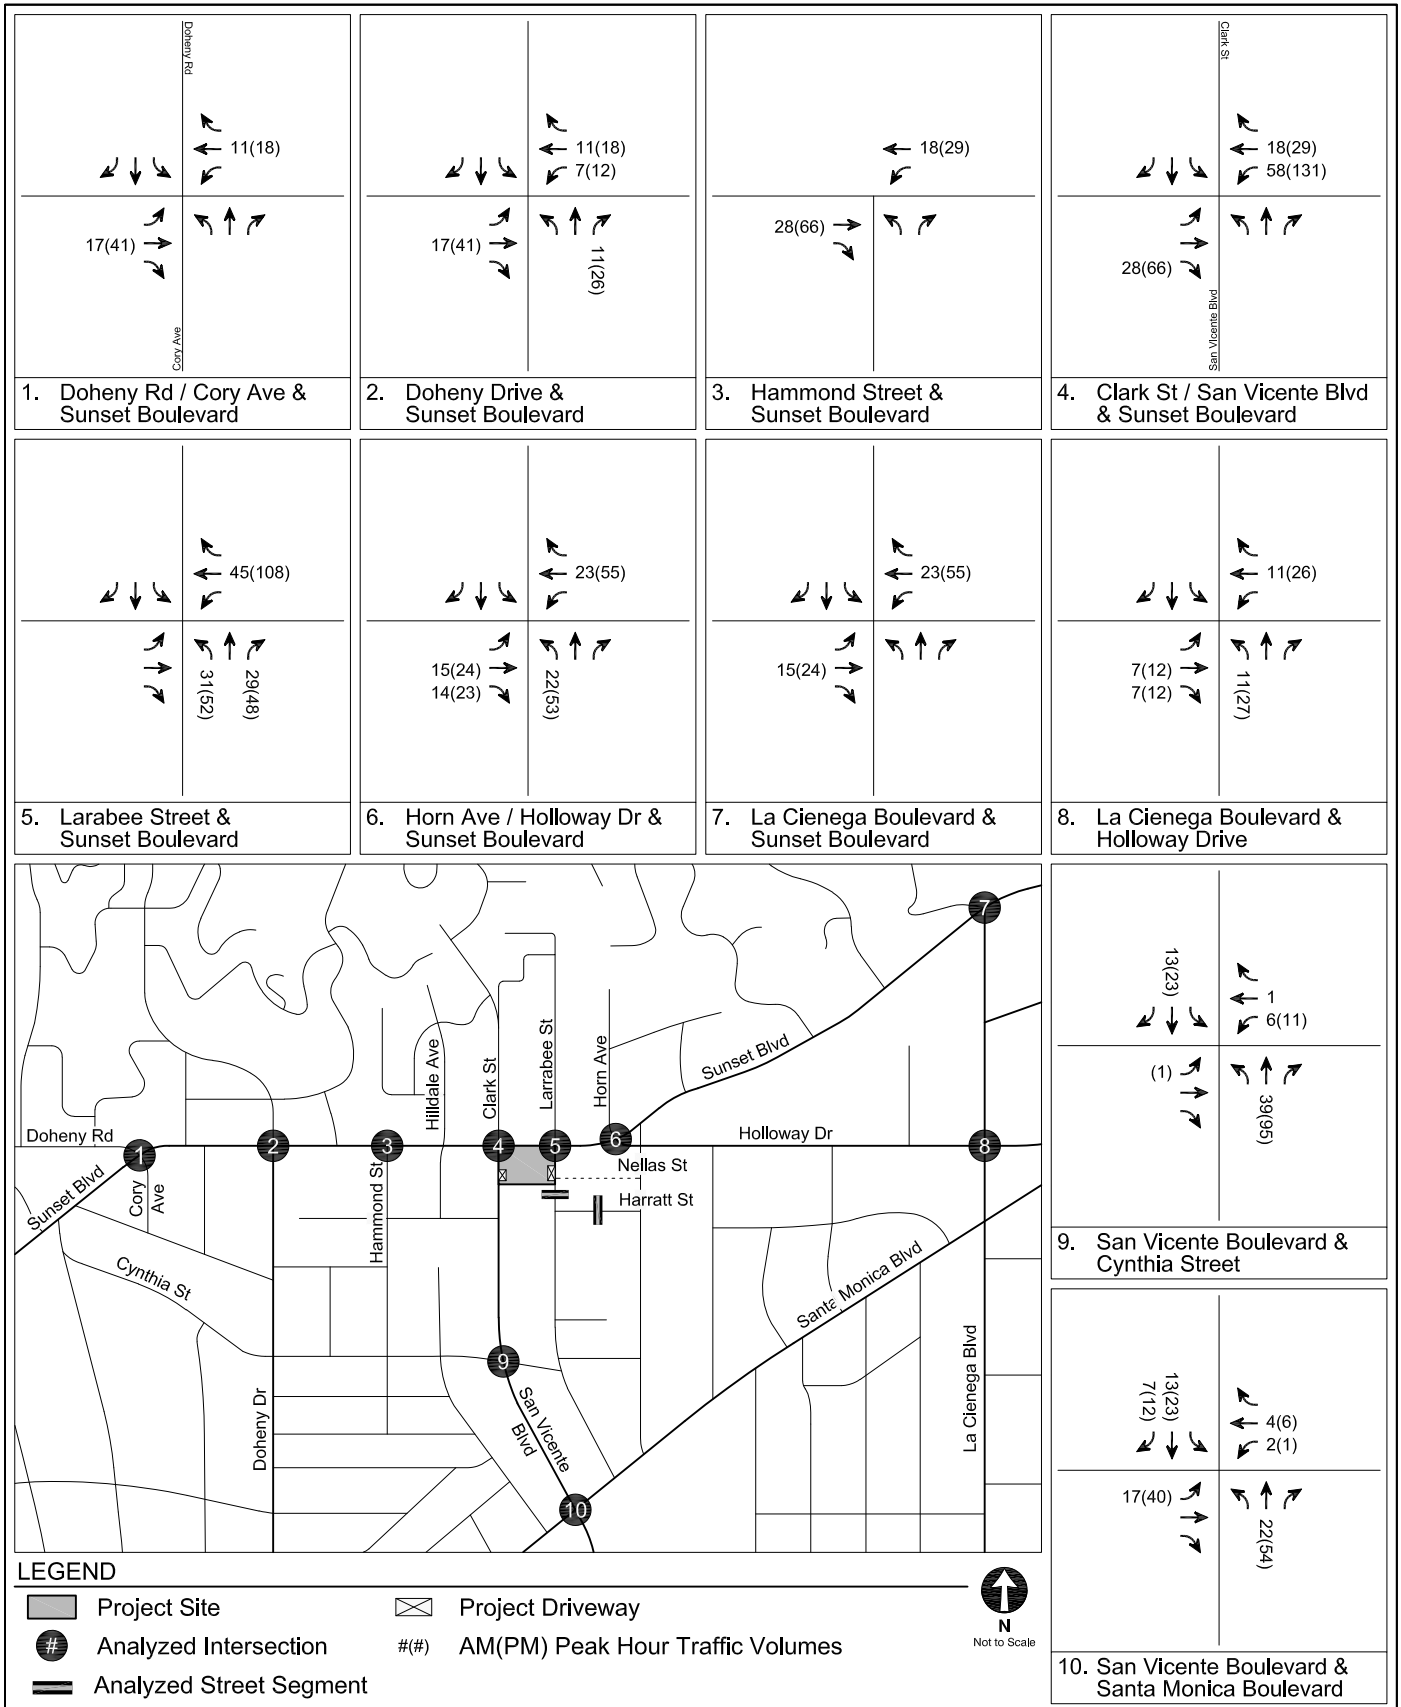 Doheny Rd
11(18)
17(41)
Cory Ave
1. Doheny Rd / Cory Ave &
Sunset Boulevard
11(18)
7(12)
17(41)
11(26)
2. Doheny Drive &
Sunset Boulevard
18(29)
28(66)
3. Hammond Street &
Sunset Boulevard
Clark St
18(29)
58(131)
28(66)
San VIcente Blvd
4. Clark St / San Vicente Blvd
& Sunset Boulevard
45(108)
31(52)
29(48)
5. Larabee Street &
Sunset Boulevard
23(55)
15(24)
14(23)
22(53)
6. Horn Ave / Holloway Dr &
Sunset Boulevard
23(55)
15(24)
7. La Cienega Boulevard &
Sunset Boulevard
11(26)
7(12)
7(12)
11(27)
8. La Cienega Boulevard &
Holloway Drive
7
Hilldale Ave
Clark St
Larrabee St
Horn Ave
Sunset Blvd
Doheny Rd
1
2
3
4
5
6
Holloway Dr
8
Sunset Blvd
Cory
Ave
Hammond St
Nellas St
Harratt St
Cynthia St
Santa Monica Blvd
9
Doheny Dr
San Vicente
Blvd
La Cienega Blvd
10
13(23)
1
6(11)
(1)
39(95)
9. San Vicente Boulevard &
Cynthia Street
7(12)
13(23)
4(6)
2(1)
17(40)
22(54)
10. San Vicente Boulevard &
Santa Monica Boulevard
LEGEND
Project Site
Project Driveway
# Analyzed Intersection
#(#) AM(PM) Peak Hour Traffic Volumes
Analyzed Street Segment
N
Not to Scale